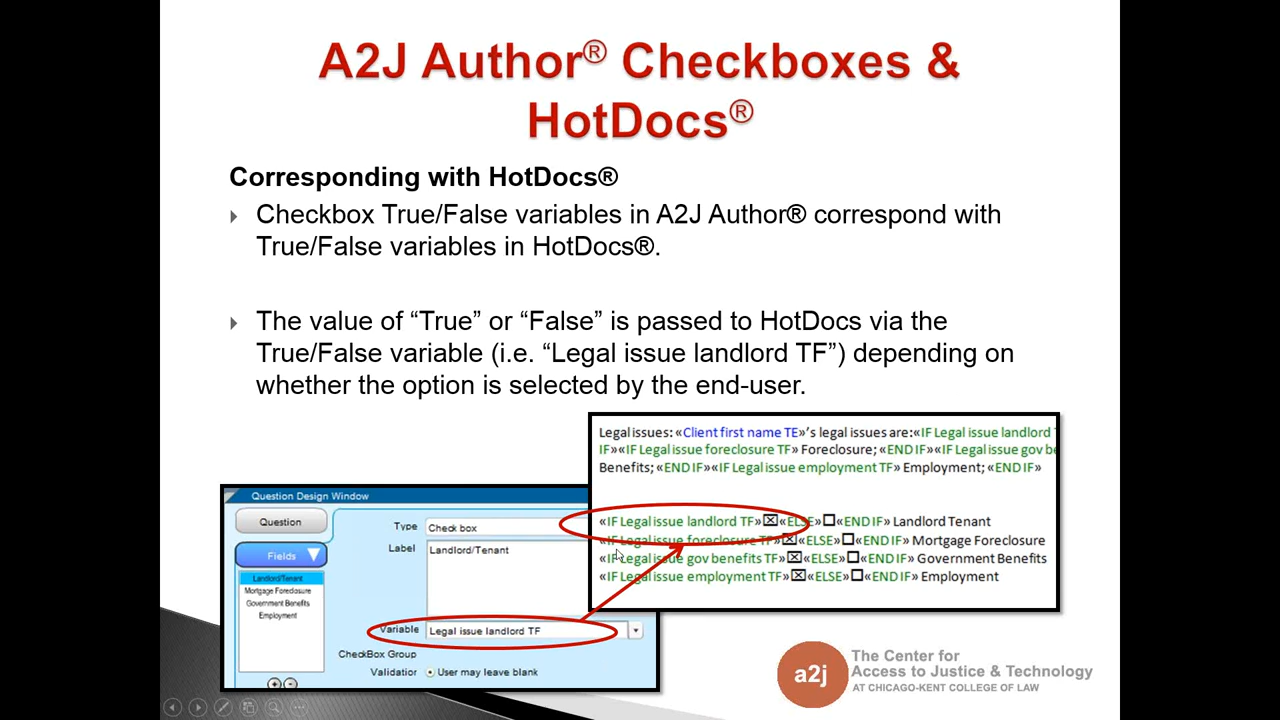 A2J Author® Checkboxes &
HotDocs®
Corresponding with HotDocs®
Checkbox True/False variables in A2J Author® correspond with
True/False variables in HotDocs®.
The value of “True” or “False” is passed to HotDocs via the
True/False variable (i.e. “Legal issue landlord TF”) depending on
whether the option is selected by the end-user.
Legal issues: «Client first name TE»’s legal issues are:«IF Legal issue landlord
IF»«IF Legal issue foreclosure TF» Foreclosure; «END IF»«IF Legal issue gov be
Benefits; «END IF»«IF Legal issue employment TF» Employment; «END IF»
«IF Legal issue landlord TF»☒«ELSE»☐«END IF» Landlord Tenant
«IF Legal issue foreclosure TF»☒«ELSE»☐«END IF» Mortgage Foreclosure
«IF Legal issue gov benefits TF»☒«ELSE»☐«END IF» Government Benefits
«IF Legal issue employment TF»☒«ELSE»☐«END IF» Employment
Question Design Window
Question
Fields
Landlord/Tenant
Mortgage Foreclosure
Government Benefits
Employment
Type Check box
Label Landlord/Tenant
Variable Legal issue landlord TF
CheckBox Group
Validation User may leave blank
a2j
The Center for
Access to Justice & Technology
AT CHICAGO-KENT COLLEGE OF LAW